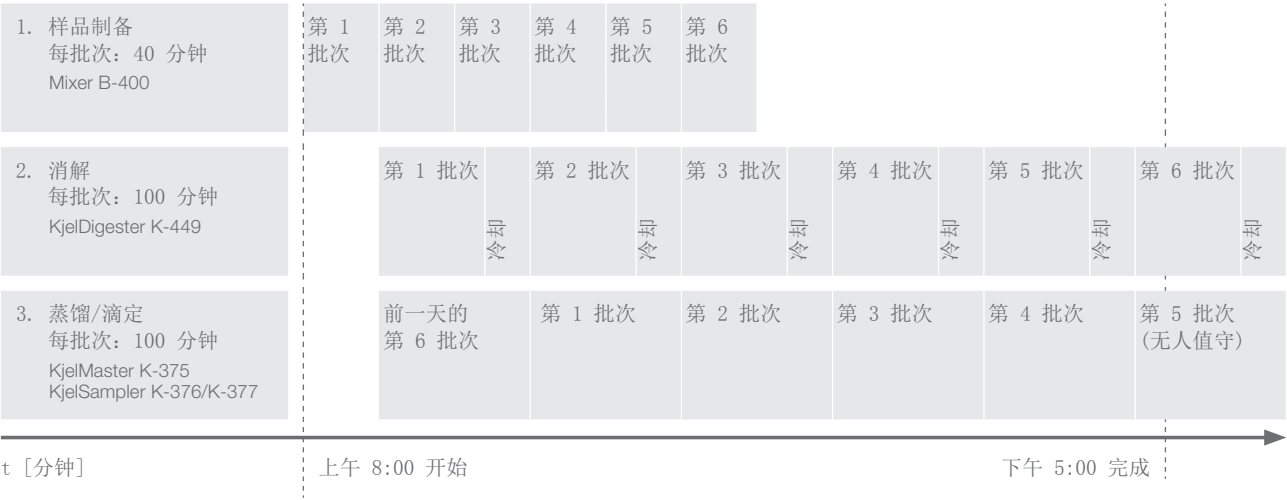 1. 样品制备
每批次：40 分钟
Mixer B-400
第 1
批次
第 2
批次
第 3
批次
第 4
批次
第 5
批次
第 6
批次
2. 消解
每批次：100 分钟
KjelDigester K-449
第 1 批次
冷却
第 2 批次
冷却
第 3 批次
冷却
第 4 批次
冷却
第 5 批次
冷却
第 6 批次
冷却
3. 蒸馏/滴定
每批次：100 分钟
KjelMaster K-375
KjelSampler K-376/K-377
前一天的
第 6 批次
第 1 批次
第 2 批次
第 3 批次
第 4 批次
第 5 批次
(无人值守)
t [分钟]
上午 8:00 开始
下午 5:00 完成